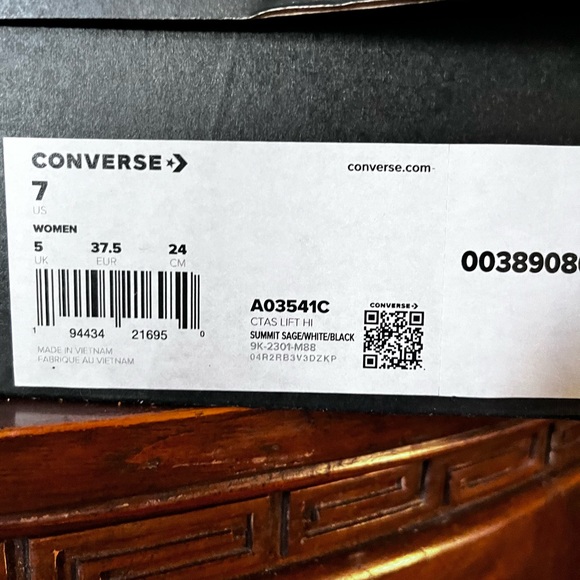 CONVERSE
converse.com
7
US
WOMEN
5 37.5 24
UK EUR CM
1 94434 21695 0
MADE IN VIETNAM
FABRIQUE AU VIETNAM
A03541C
CTAS LIFT HI
SUMMIT SAGE/WHITE/BLACK
9K-2301-M88
04R2RB3V3DZKP
CONVERSE
0038908